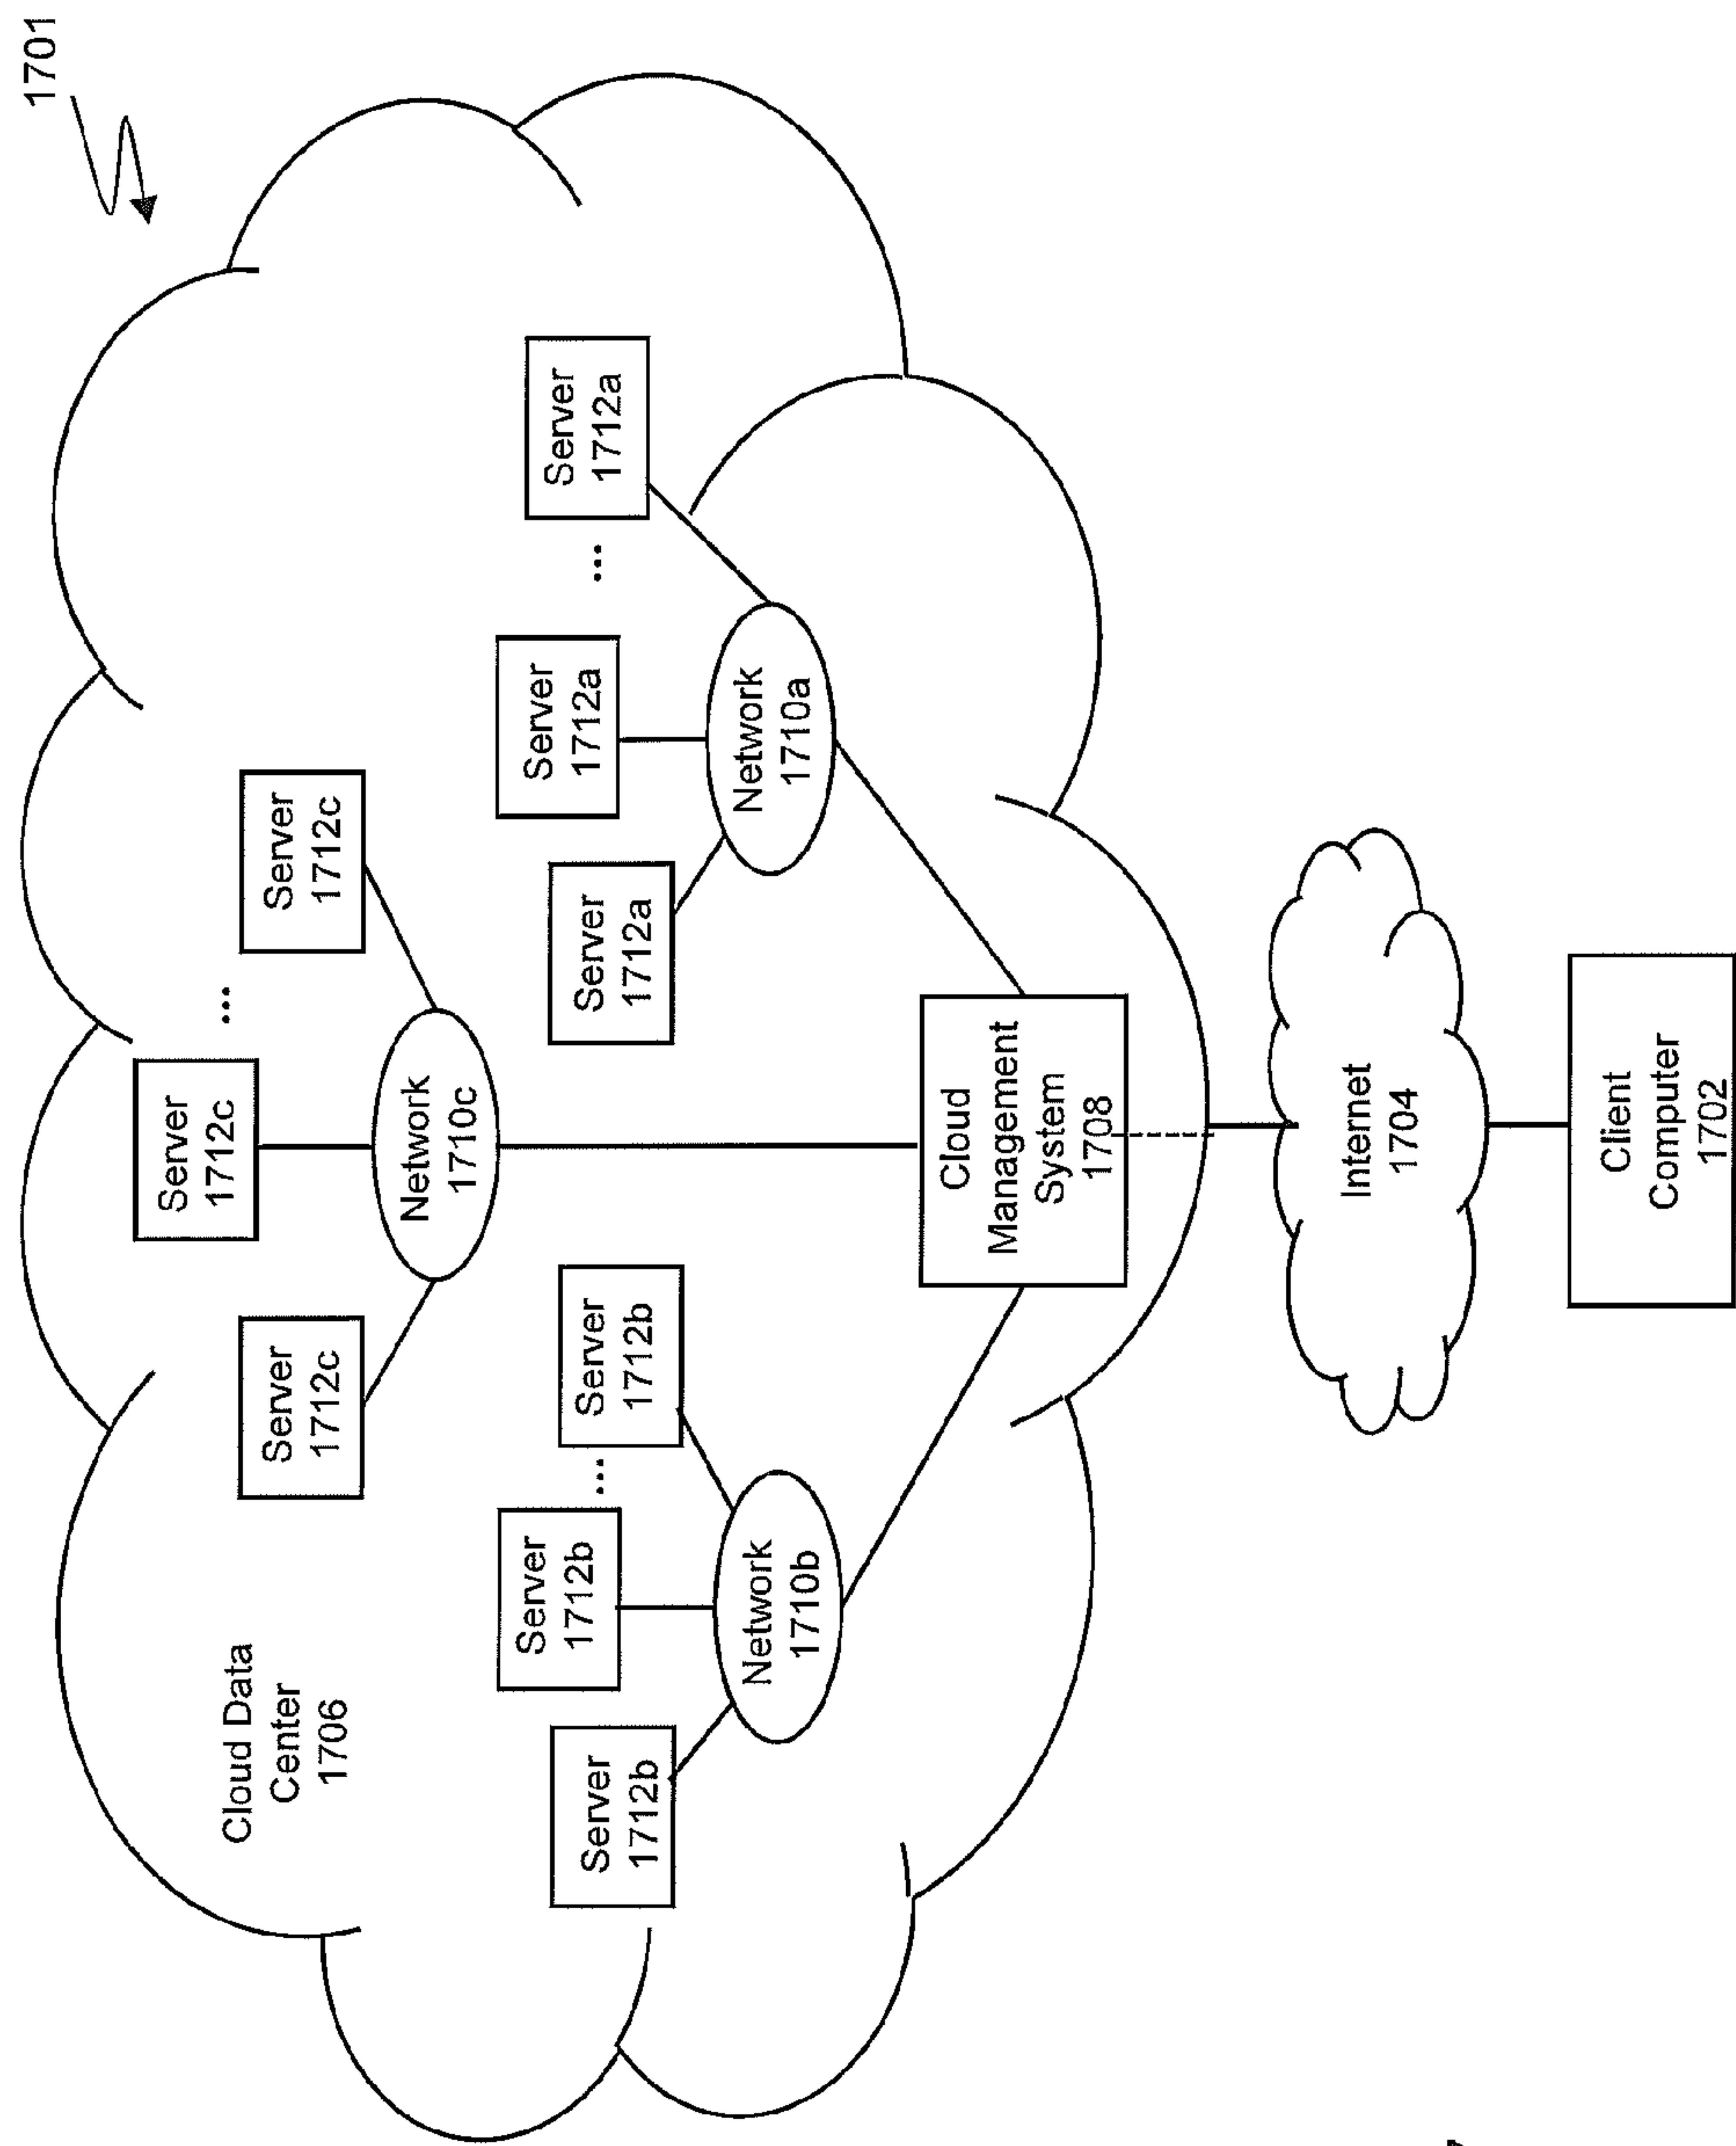 1701
Cloud Data
Center
1706
Server
1712c
Server
1712c
...
Server
1712c
Network
1710c
Server
1712b
Server
1712b
...
Server
1712b
Network
1710b
Server
1712a
Server
1712a
...
Server
1712a
Network
1710a
Cloud
Management
System
1708
Internet
1704
Client
Computer
1702